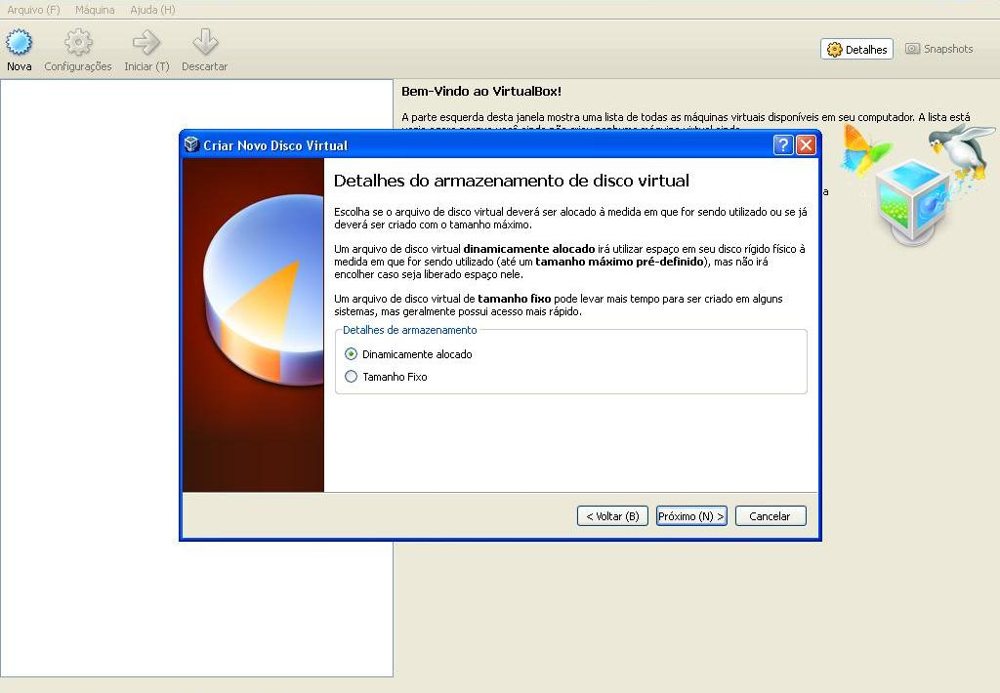 Arquivo (F) Máquina Ajuda (H)
Nova Configurações Iniciar (T) Descartar
Detalhes Snapshots
Bem-Vindo ao VirtualBox!
A parte esquerda desta janela mostra uma lista de todas as máquinas virtuais disponíveis em seu computador. A lista está
Criar Novo Disco Virtual
Detalhes do armazenamento de disco virtual
Escolha se o arquivo de disco virtual deverá ser alocado à medida em que for sendo utilizado ou se já
deverá ser criado com o tamanho máximo.
Um arquivo de disco virtual dinamicamente alocado irá utilizar espaço em seu disco rígido físico à
medida em que for sendo utilizado (até um tamanho máximo pré-definido), mas não irá
encolher caso seja liberado espaço nele.
Um arquivo de disco virtual de tamanho fixo pode levar mais tempo para ser criado em alguns
sistemas, mas geralmente possui acesso mais rápido.
Detalhes de armazenamento
Dinamicamente alocado
Tamanho Fixo
< Voltar (B) Próximo (N) > Cancelar